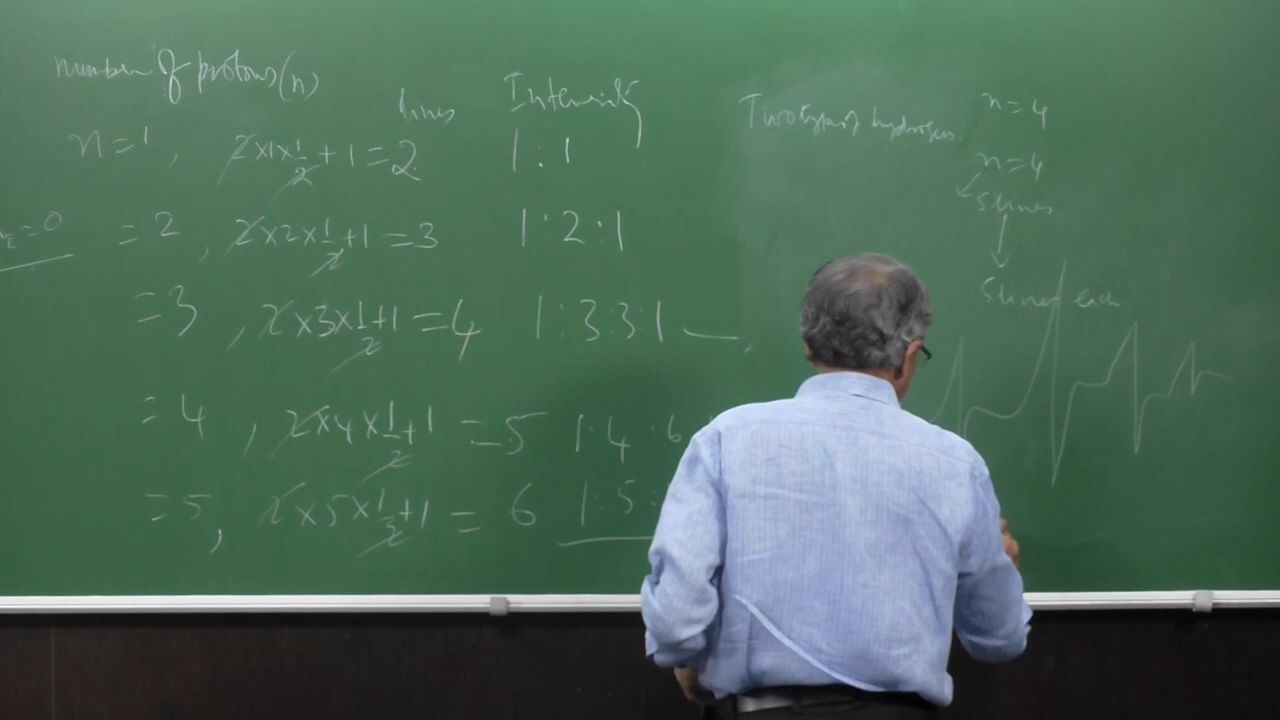 number of protons (n)
lines Intensity
n=1, 2×1×1/2+1=2 1:1
=2, 2×2×1/2+1=3 1:2:1
=3, 2×3×1/2+1=4 1:3:3:1
=4, 2×4×1/2+1=5 1:4:6
=5, 2×5×1/2+1=6 1:5:
=0
Two types of hydrogen n=4
n=4
5 lines
5 lines each